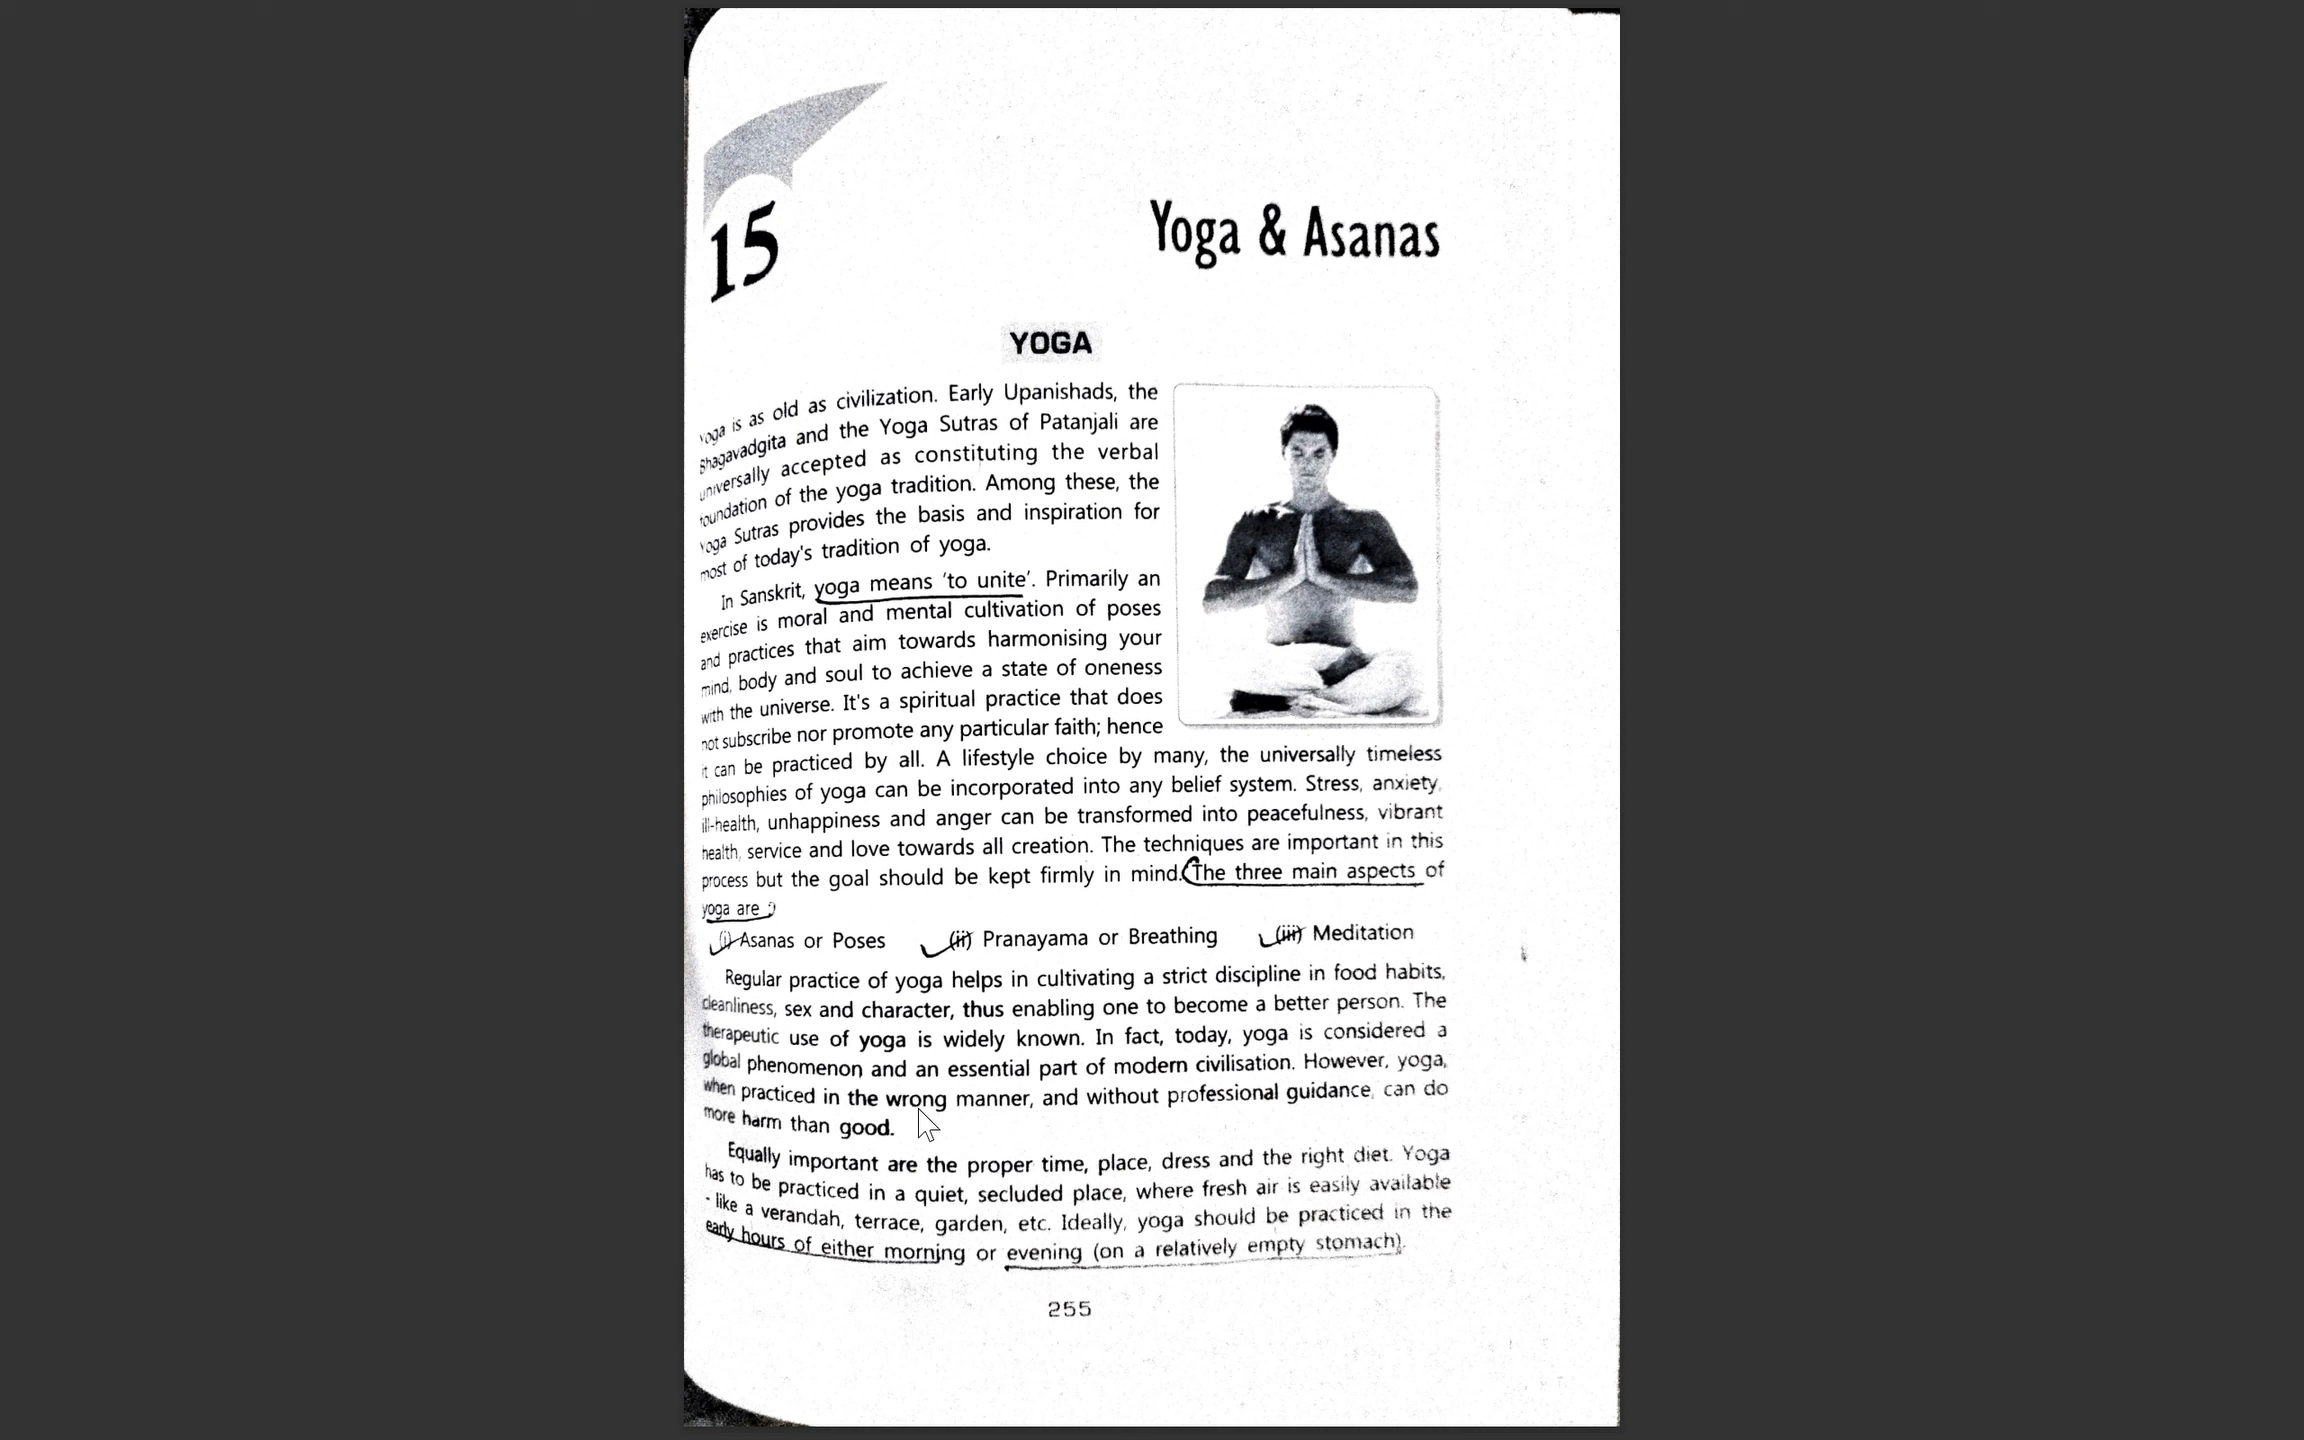 15
Yoga & Asanas
YOGA
Yoga is as old as civilization. Early Upanishads, the
Bhagavadgita and the Yoga Sutras of Patanjali are
universally accepted as constituting the verbal
foundation of the yoga tradition. Among these, the
Yoga Sutras provides the basis and inspiration for
most of today's tradition of yoga.
In Sanskrit, yoga means 'to unite'. Primarily an
exercise is moral and mental cultivation of poses
and practices that aim towards harmonising your
mind, body and soul to achieve a state of oneness
with the universe. It's a spiritual practice that does
not subscribe nor promote any particular faith; hence
it can be practiced by all. A lifestyle choice by many, the universally timeless
philosophies of yoga can be incorporated into any belief system. Stress, anxiety,
ill-health, unhappiness and anger can be transformed into peacefulness, vibrant
health, service and love towards all creation. The techniques are important in this
process but the goal should be kept firmly in mind. The three main aspects of
yoga are :
(i) Asanas or Poses (ii) Pranayama or Breathing (iii) Meditation
Regular practice of yoga helps in cultivating a strict discipline in food habits,
cleanliness, sex and character, thus enabling one to become a better person. The
therapeutic use of yoga is widely known. In fact, today, yoga is considered a
global phenomenon and an essential part of modern civilisation. However, yoga,
when practiced in the wrong manner, and without professional guidance, can do
more harm than good.
Equally important are the proper time, place, dress and the right diet. Yoga
has to be practiced in a quiet, secluded place, where fresh air is easily available
- like a verandah, terrace, garden, etc. Ideally, yoga should be practiced in the
early hours of either morning or evening (on a relatively empty stomach).
255